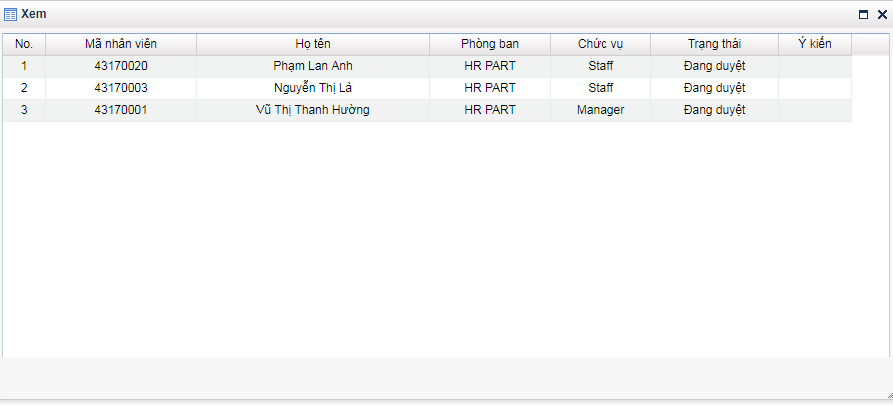 Xem
No. Mã nhân viên Họ tên Phòng ban Chức vụ Trạng thái Ý kiến
1 43170020 Phạm Lan Anh HR PART Staff Đang duyệt
2 43170003 Nguyễn Thị Lả HR PART Staff Đang duyệt
3 43170001 Vũ Thị Thanh Hường HR PART Manager Đang duyệt